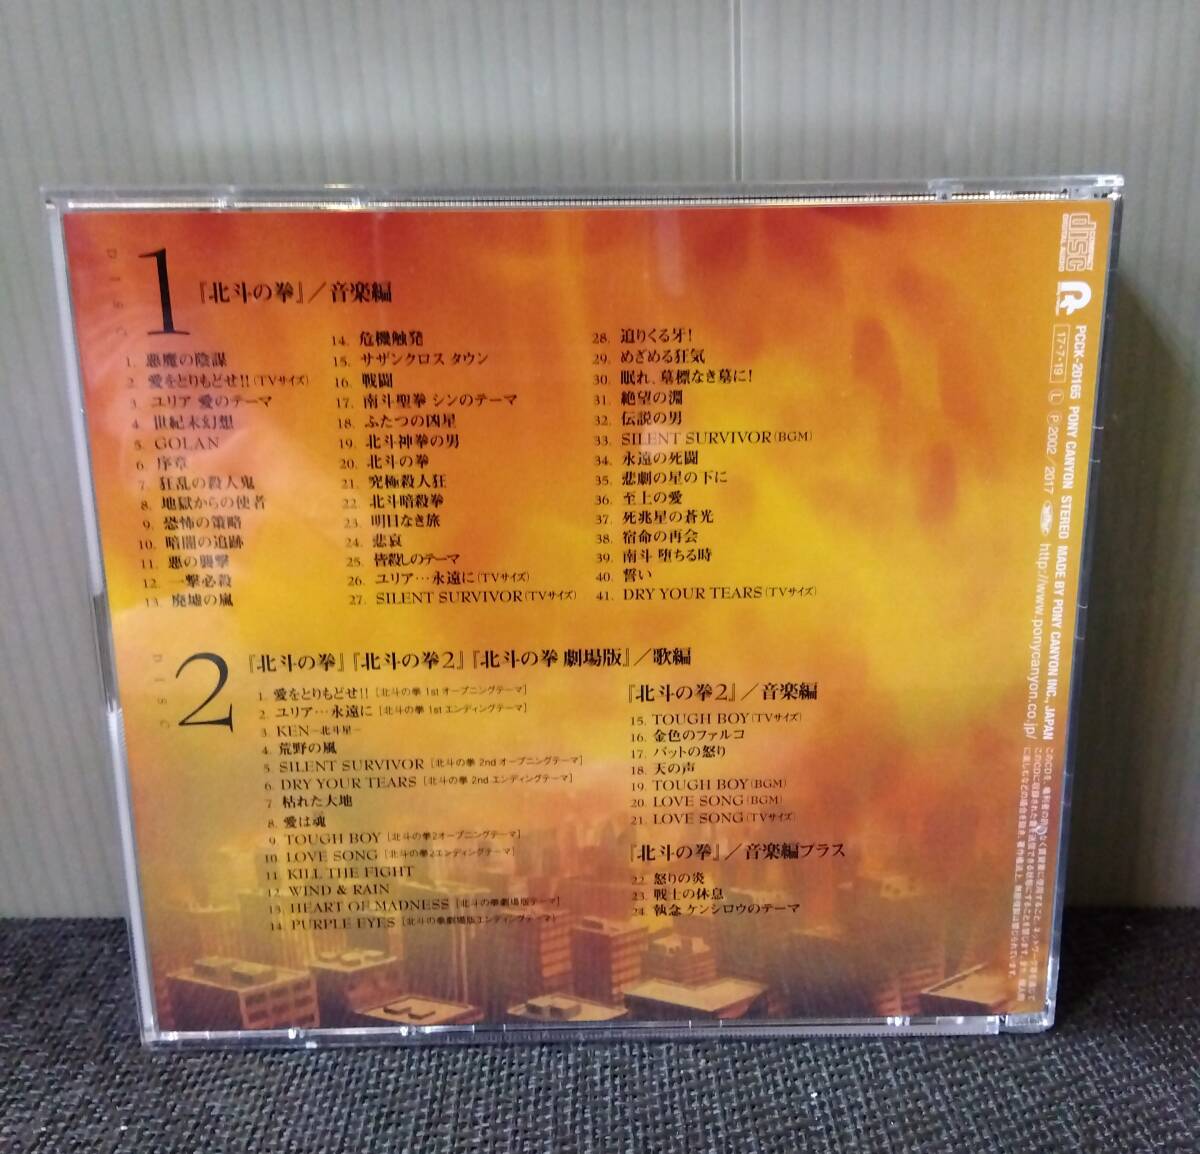 DISC 1
『北斗の拳』／音楽編
1. 悪魔の陰謀
2. 愛をとりもどせ!!(TVサイズ)
3. ユリア 愛のテーマ
4. 世紀末幻想
5. GOLAN
6. 序章
7. 狂乱の殺人鬼
8. 地獄からの使者
9. 恐怖の策略
10. 暗闇の追跡
11. 悪の襲撃
12. 一撃必殺
13. 廃墟の嵐
14. 危機触発
15. サザンクロス タウン
16. 戦闘
17. 南斗聖拳 シンのテーマ
18. ふたつの凶星
19. 北斗神拳の男
20. 北斗の拳
21. 究極殺人狂
22. 北斗暗殺拳
23. 明日なき旅
24. 悲哀
25. 皆殺しのテーマ
26. ユリア…永遠に(TVサイズ)
27. SILENT SURVIVOR(TVサイズ)
28. 迫りくる牙!
29. めざめる狂気
30. 眠れ、墓標なき墓に!
31. 絶望の淵
32. 伝説の男
33. SILENT SURVIVOR(BGM)
34. 永遠の死闘
35. 悲劇の星の下に
36. 至上の愛
37. 死兆星の蒼光
38. 宿命の再会
39. 南斗 堕ちる時
40. 誓い
41. DRY YOUR TEARS(TVサイズ)
DISC 2
『北斗の拳』『北斗の拳2』『北斗の拳 劇場版』／歌編
1. 愛をとりもどせ!! [北斗の拳 1st オープニングテーマ]
2. ユリア…永遠に [北斗の拳 1st エンディングテーマ]
3. KEN−北斗星−
4. 荒野の嵐
5. SILENT SURVIVOR [北斗の拳 2nd オープニングテーマ]
6. DRY YOUR TEARS [北斗の拳 2nd エンディングテーマ]
7. 枯れた大地
8. 愛は魂
9. TOUGH BOY [北斗の拳2オープニングテーマ]
10. LOVE SONG [北斗の拳2エンディングテーマ]
11. KILL THE FIGHT
12. WIND & RAIN
13. HEART OF MADNESS [北斗の拳劇場版テーマ]
14. PURPLE EYES [北斗の拳劇場版エンディングテーマ]
『北斗の拳2』／音楽編
15. TOUGH BOY(TVサイズ)
16. 金色のファルコ
17. バットの怒り
18. 天の声
19. TOUGH BOY(BGM)
20. LOVE SONG(BGM)
21. LOVE SONG(TVサイズ)
『北斗の拳』／音楽編プラス
22. 怒りの炎
23. 戦士の休息
24. 執念 ケンシロウのテーマ
COMPACT disc DIGITAL AUDIO
PCCK-20165 PONY CANYON STEREO MADE BY PONY CANYON INC., JAPAN
17・7・19 Ⓛ Ⓟ2002／2017 http://www.ponycanyon.co.jp/